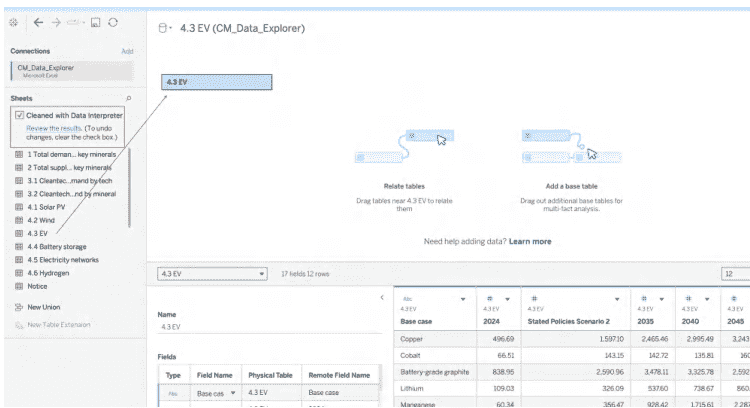 4.3 EV (CM_Data_Explorer)
Connections Add
CM_Data_Explorer
Microsoft Excel
Sheets
Cleaned with Data Interpreter
Review the results. (To undo
changes, clear the check box.)
1 Total deman... key minerals
2 Total suppl... key minerals
3.1 Cleantec...mand by tech
3.2 Cleantech...nd by mineral
4.1 Solar PV
4.2 Wind
4.3 EV
4.4 Battery storage
4.5 Electricity networks
4.6 Hydrogen
Notice
New Union
New Table Extension
4.3 EV
Relate tables
Drag tables near 4.3 EV to relate
them
Add a base table
Drag out additional base tables for
multi-fact analysis.
Need help adding data? Learn more
4.3 EV 17 fields 12 rows 12
Name
4.3 EV
Fields
Type Field Name Physical Table Remote Field Name
Abc Base cas 4.3 EV Base case
Abc # # # # #
4.3 EV 4.3 EV 4.3 EV 4.3 EV 4.3 EV 4.3 EV
Base case 2024 Stated Policies Scenario 2 2035 2040 2045
Copper 496.69 1,597.10 2,465.46 2,995.49 3,243
Cobalt 66.51 143.15 142.72 135.81 160
Battery-grade graphite 838.95 2,590.96 3,478.11 3,325.78 2,592
Lithium 109.03 326.09 537.60 738.67 860.
Manganese 60.34 356.47 928.42 1,715.61 2,287